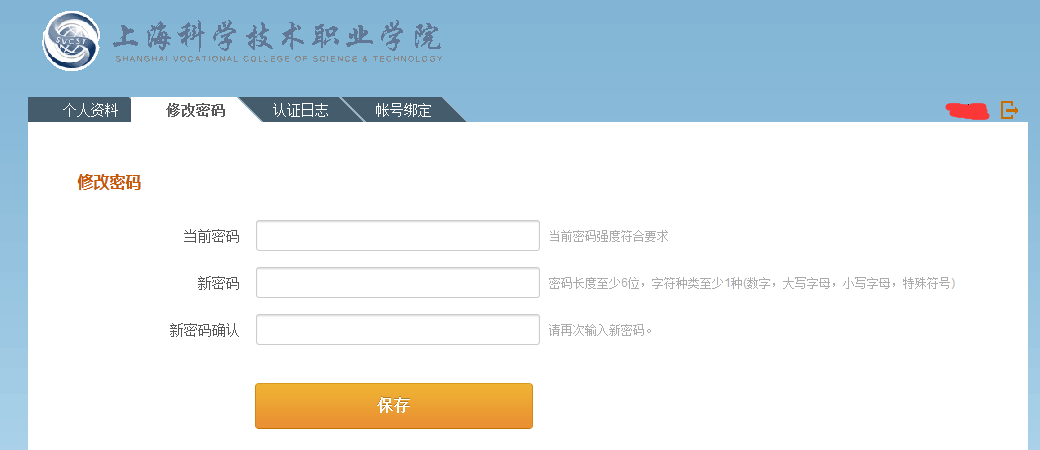 上海科学技术职业学院
SHANGHAI VOCATIONAL COLLEGE OF SCIENCE & TECHNOLOGY
个人资料 修改密码 认证日志 帐号绑定
修改密码
当前密码 当前密码强度符合要求
新密码 密码长度至少6位，字符种类至少1种(数字，大写字母，小写字母，特殊符号)
新密码确认 请再次输入新密码。
保存